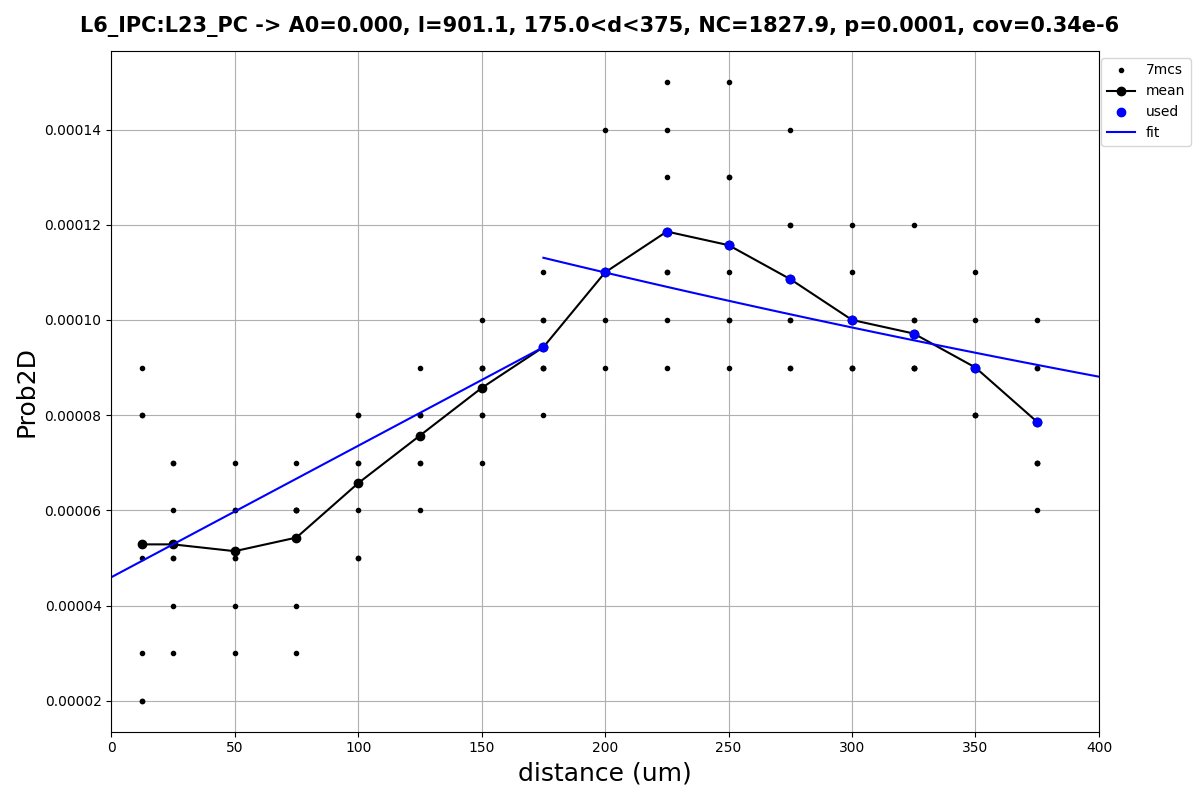 L6_IPC:L23_PC -> A0=0.000, l=901.1, 175.0<d<375, NC=1827.9, p=0.0001, cov=0.34e-6
7mcs
mean
used
fit
0.00014
0.00012
0.00010
0.00008
0.00006
0.00004
0.00002
Prob2D
0 50 100 150 200 250 300 350 400
distance (um)